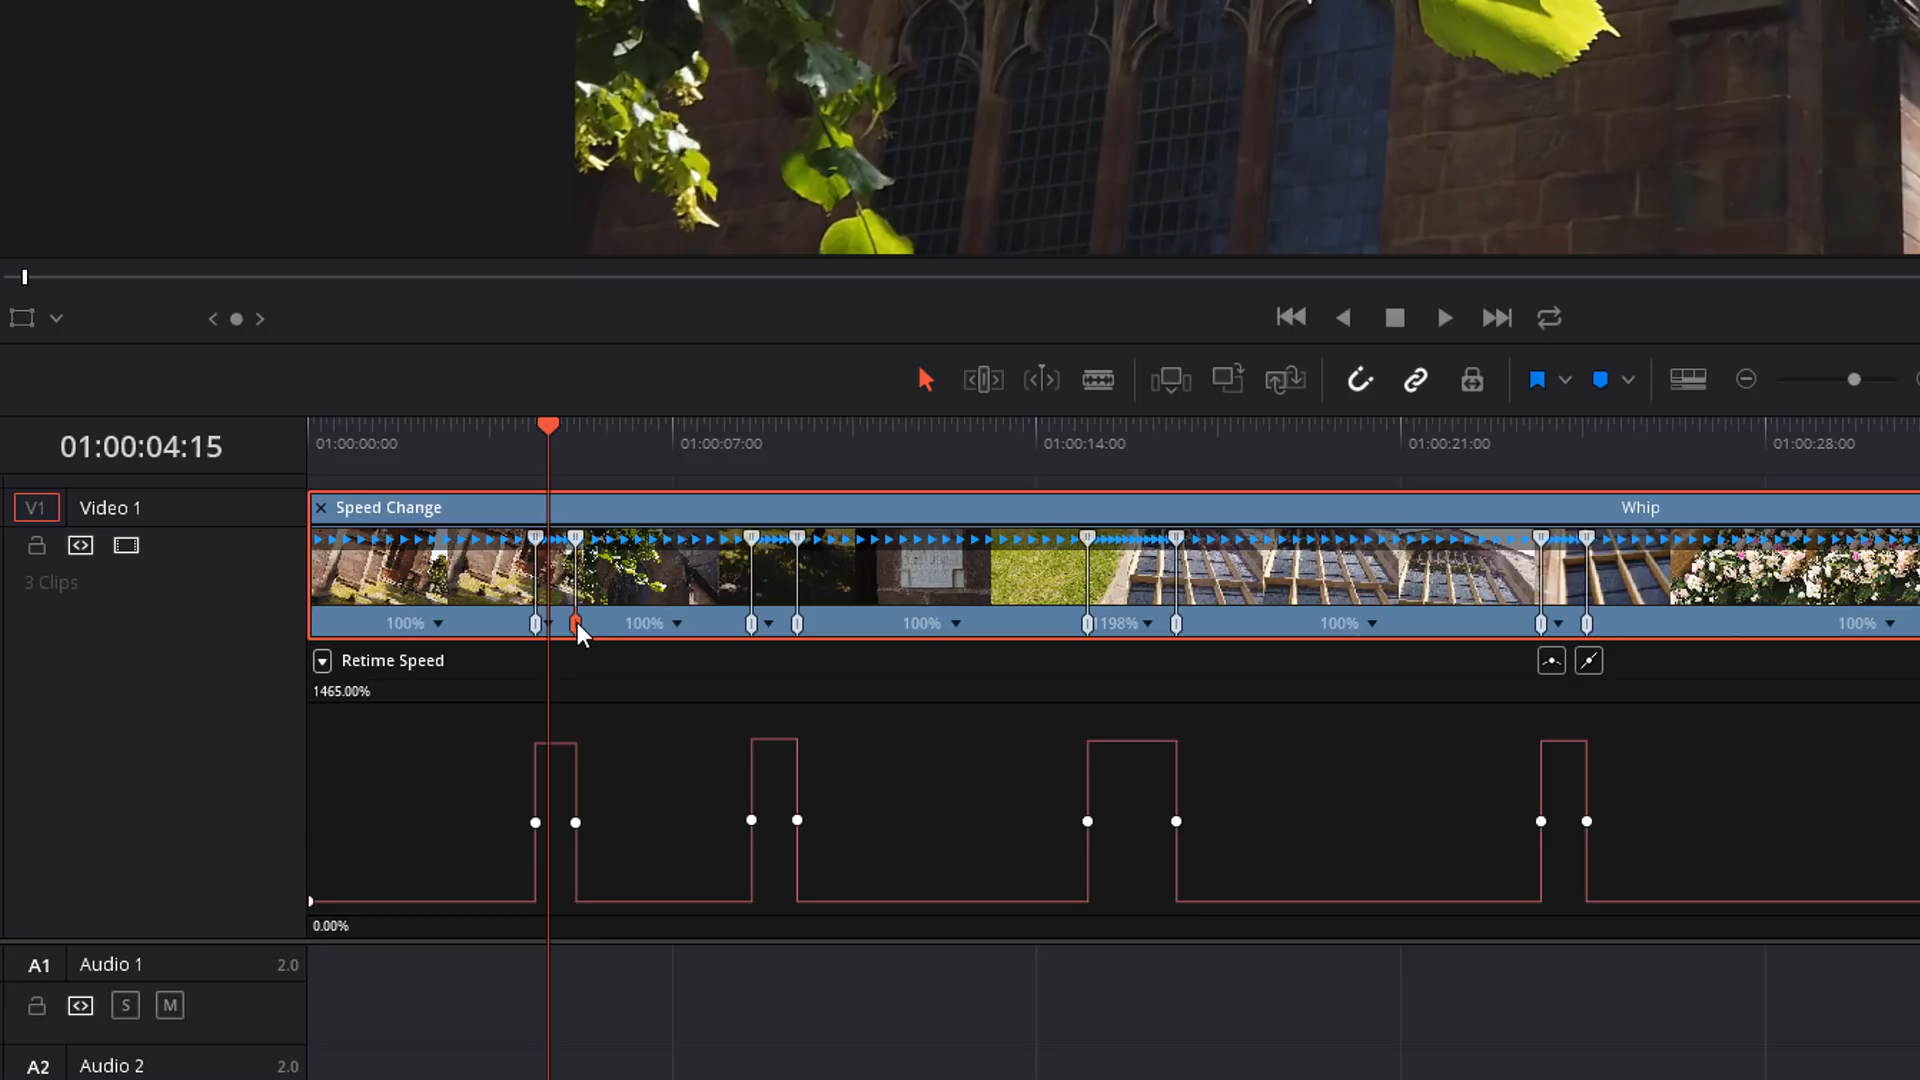 01:00:04:15
01:00:00:00
01:00:07:00
01:00:14:00
01:00:21:00
01:00:28:00
V1
Video 1
3 Clips
Speed Change
Whip
100%
100%
100%
198%
100%
100%
Retime Speed
1465.00%
0.00%
A1
Audio 1
2.0
S
M
A2
Audio 2
2.0